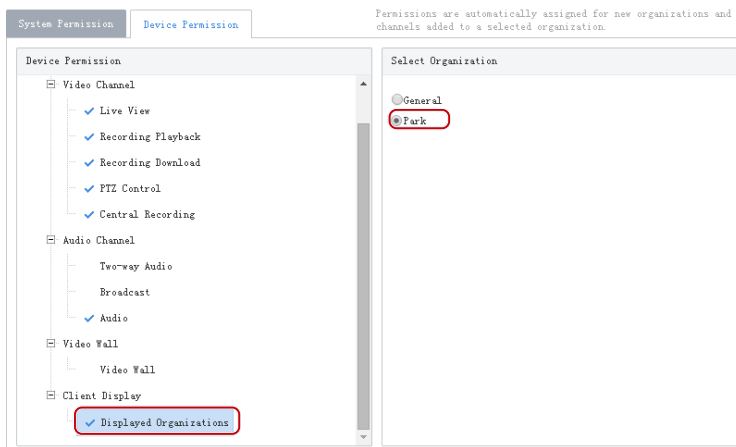 System Permission
Device Permission
Permissions are automatically assigned for new organizations and
channels added to a selected organization.
Device Permission
Video Channel
Live View
Recording Playback
Recording Download
PTZ Control
Central Recording
Audio Channel
Two-way Audio
Broadcast
Audio
Video Wall
Video Wall
Client Display
Displayed Organizations
Select Organization
General
Park